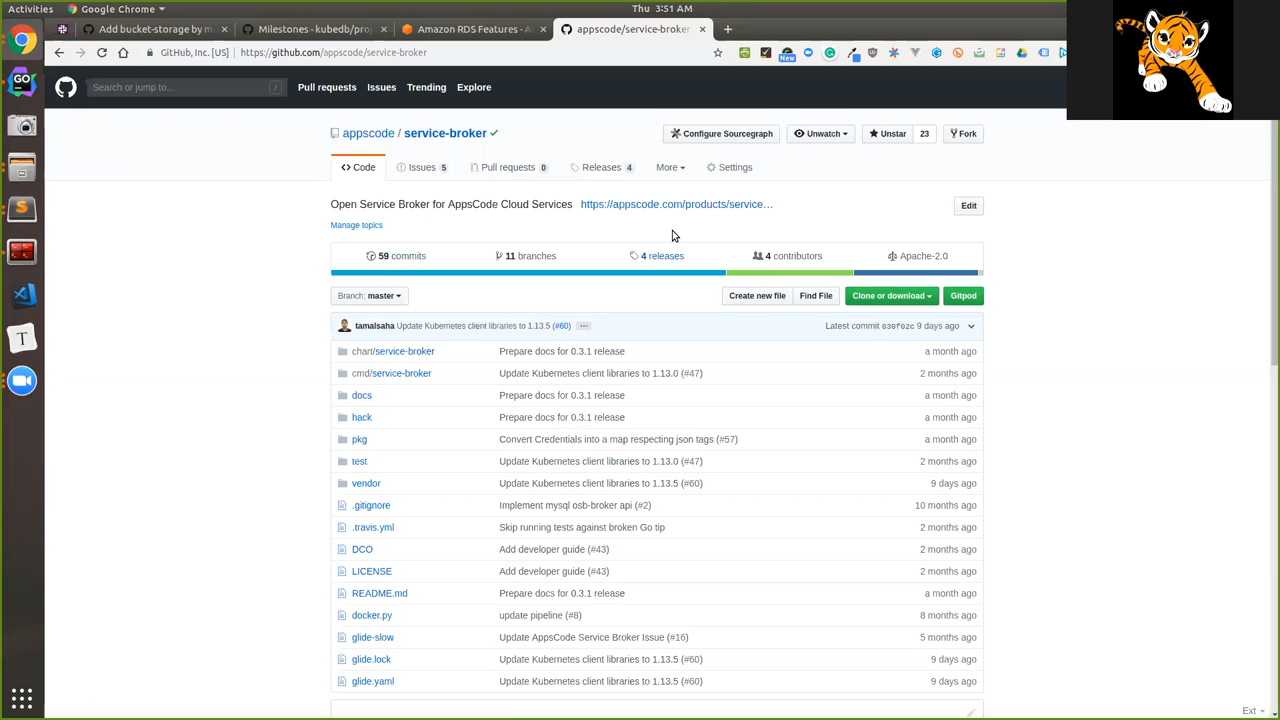 Activities Google Chrome Thu 3:51 AM
Add bucket-storage by m Milestones - kubedb/pro Amazon RDS Features - A appscode/service-broker
GitHub, Inc. [US] https://github.com/appscode/service-broker New
Search or jump to… / Pull requests Issues Trending Explore
appscode / service-broker Configure Sourcegraph Unwatch Unstar 23 Fork
Code Issues 5 Pull requests 0 Releases 4 More Settings
Open Service Broker for AppsCode Cloud Services https://appscode.com/products/service… Edit
Manage topics
59 commits 11 branches 4 releases 4 contributors Apache-2.0
Branch: master Create new file Find File Clone or download Gitpod
tamalsaha Update Kubernetes client libraries to 1.13.5 (#60) … Latest commit 030f02c 9 days ago
chart/service-broker Prepare docs for 0.3.1 release a month ago
cmd/service-broker Update Kubernetes client libraries to 1.13.0 (#47) 2 months ago
docs Prepare docs for 0.3.1 release a month ago
hack Prepare docs for 0.3.1 release a month ago
pkg Convert Credentials into a map respecting json tags (#57) a month ago
test Update Kubernetes client libraries to 1.13.0 (#47) 2 months ago
vendor Update Kubernetes client libraries to 1.13.5 (#60) 9 days ago
.gitignore Implement mysql osb-broker api (#2) 10 months ago
.travis.yml Skip running tests against broken Go tip 2 months ago
DCO Add developer guide (#43) 2 months ago
LICENSE Add developer guide (#43) 2 months ago
README.md Prepare docs for 0.3.1 release a month ago
docker.py update pipeline (#8) 8 months ago
glide-slow Update AppsCode Service Broker Issue (#16) 5 months ago
glide.lock Update Kubernetes client libraries to 1.13.5 (#60) 9 days ago
glide.yaml Update Kubernetes client libraries to 1.13.5 (#60) 9 days ago
Ext
GO
S
T